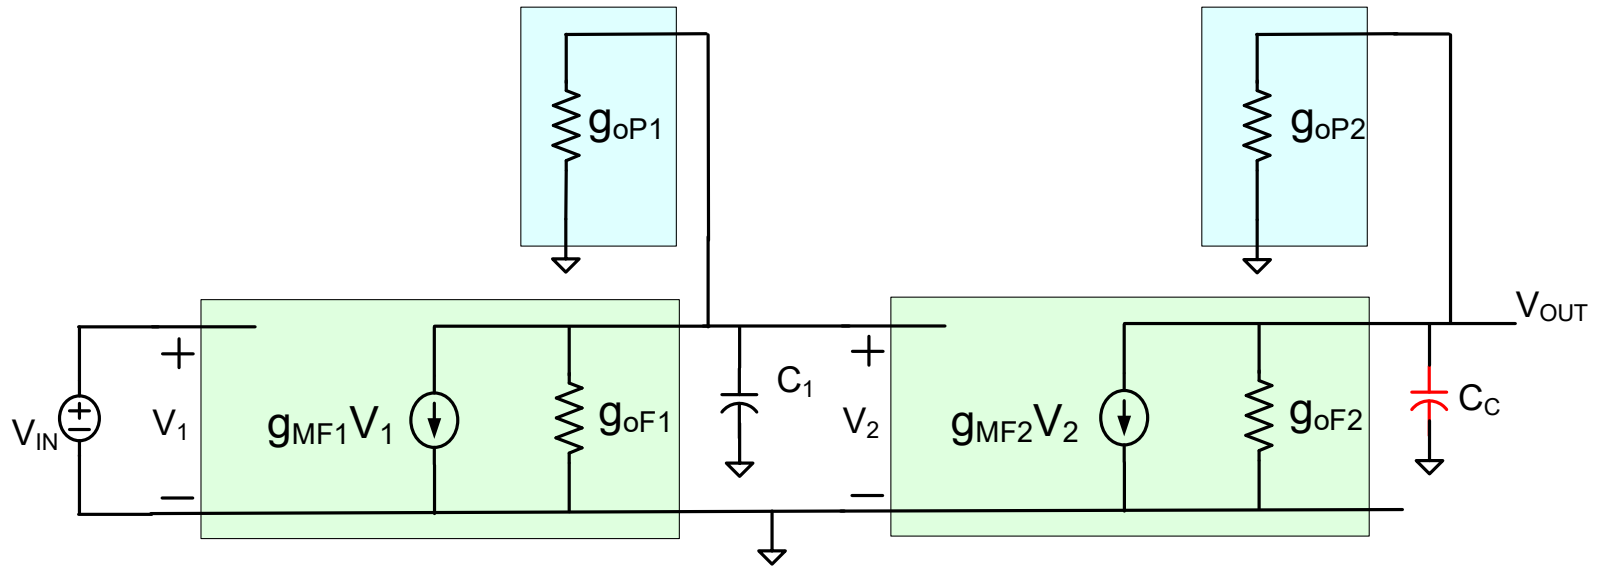 goP1
goP2
VOUT
+
+
VIN
V1
gMF1V1
goF1
C1
V2
gMF2V2
goF2
CC
−
−